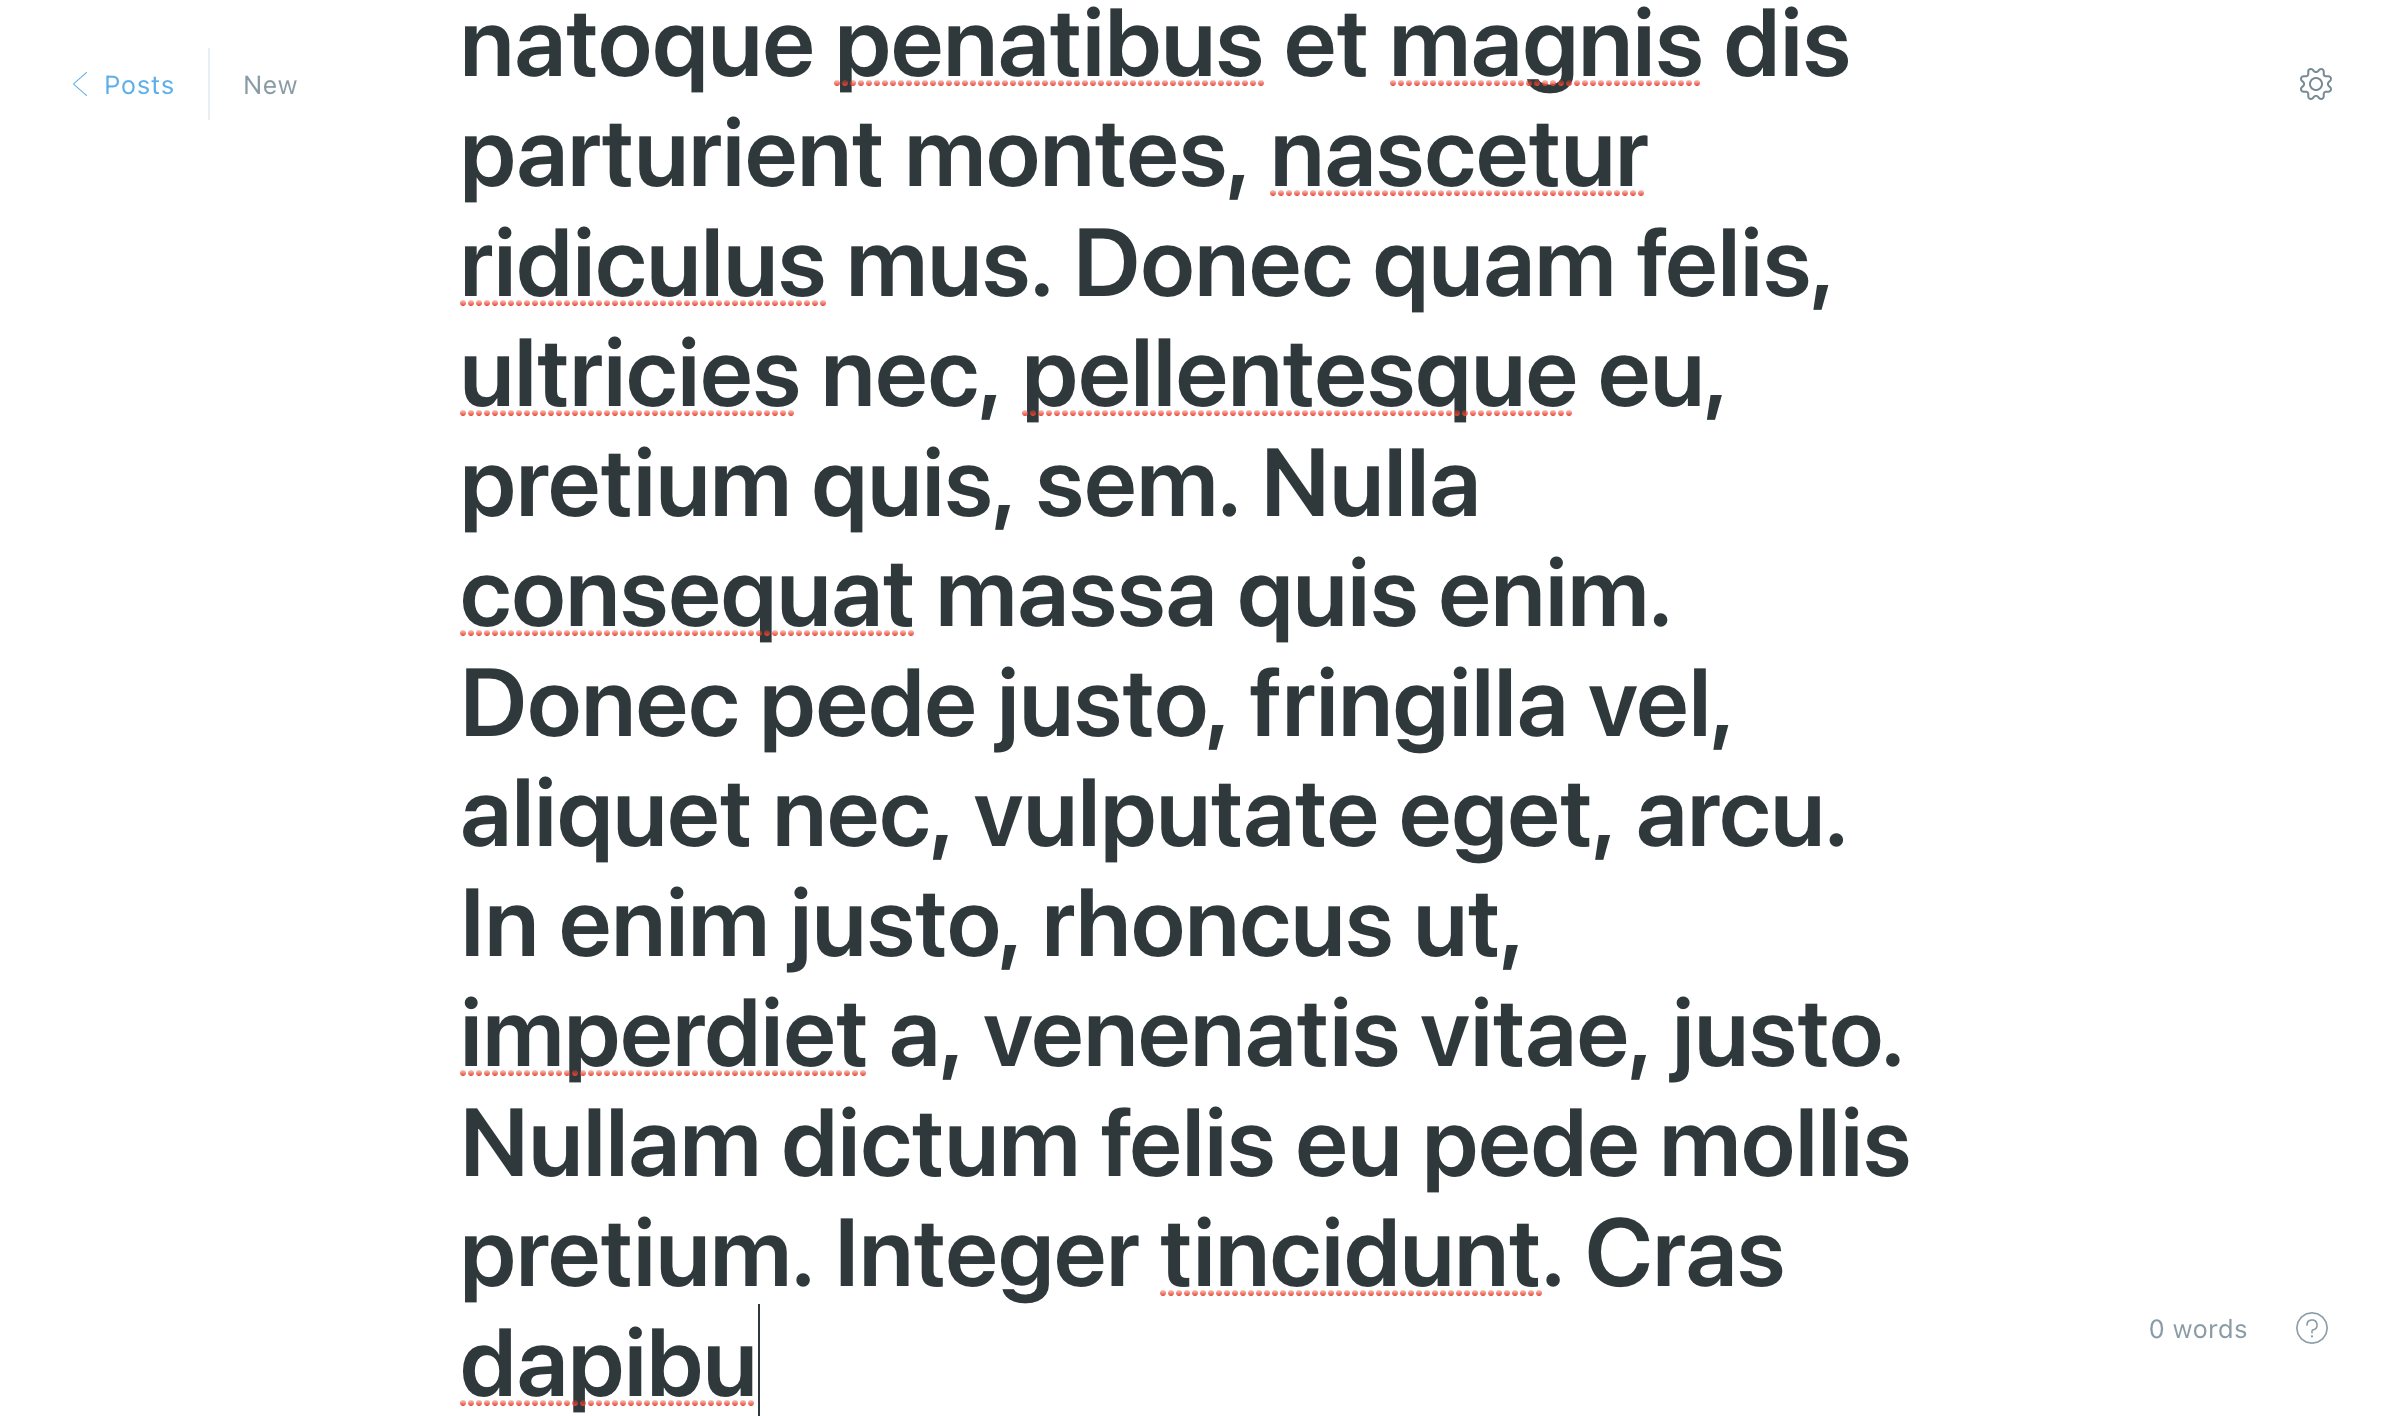 Posts
New
natoque penatibus et magnis dis
parturient montes, nascetur
ridiculus mus. Donec quam felis,
ultricies nec, pellentesque eu,
pretium quis, sem. Nulla
consequat massa quis enim.
Donec pede justo, fringilla vel,
aliquet nec, vulputate eget, arcu.
In enim justo, rhoncus ut,
imperdiet a, venenatis vitae, justo.
Nullam dictum felis eu pede mollis
pretium. Integer tincidunt. Cras
dapibu
0 words
?